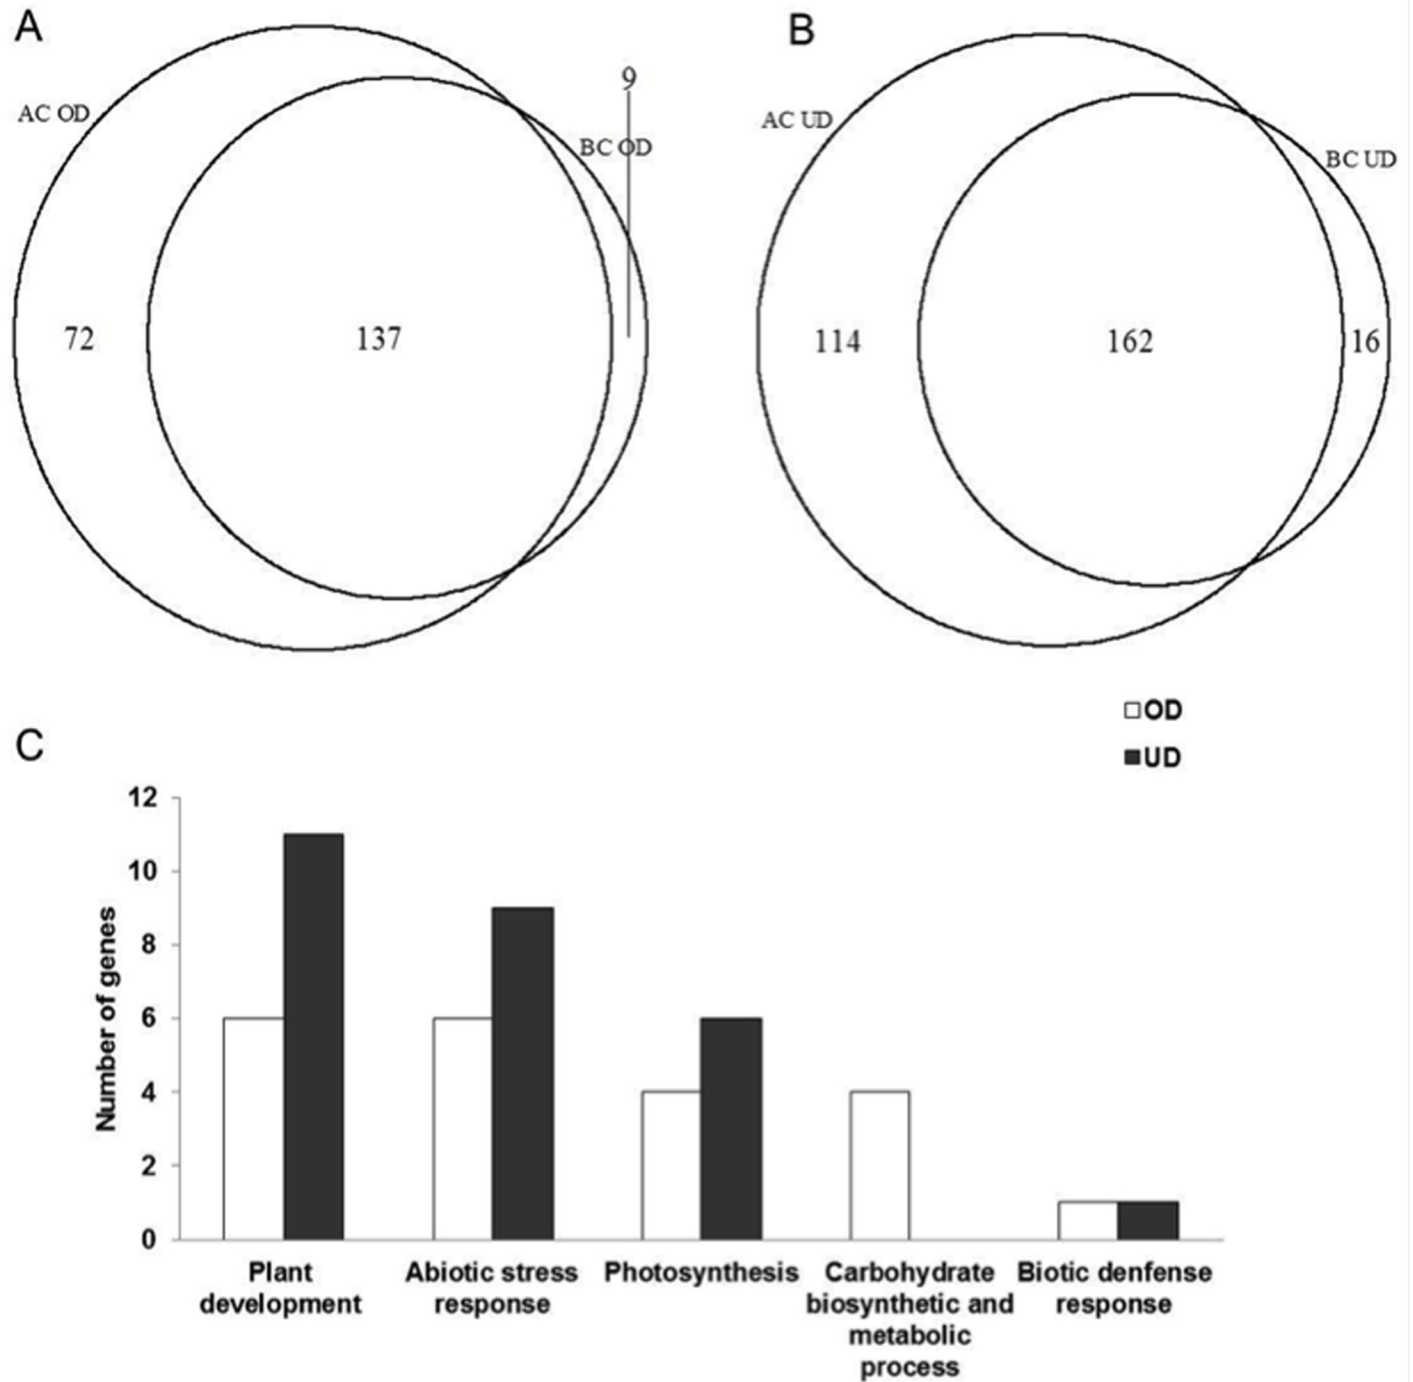 A
B
9
AC OD
BC OD
AC UD
BC UD
72
137
114
162
16
OD
UD
C
12
10
8
6
4
2
0
Number of genes
Plant
development
Abiotic stress
response
Photosynthesis
Carbohydrate
biosynthetic and
metabolic
process
Biotic denfense
response